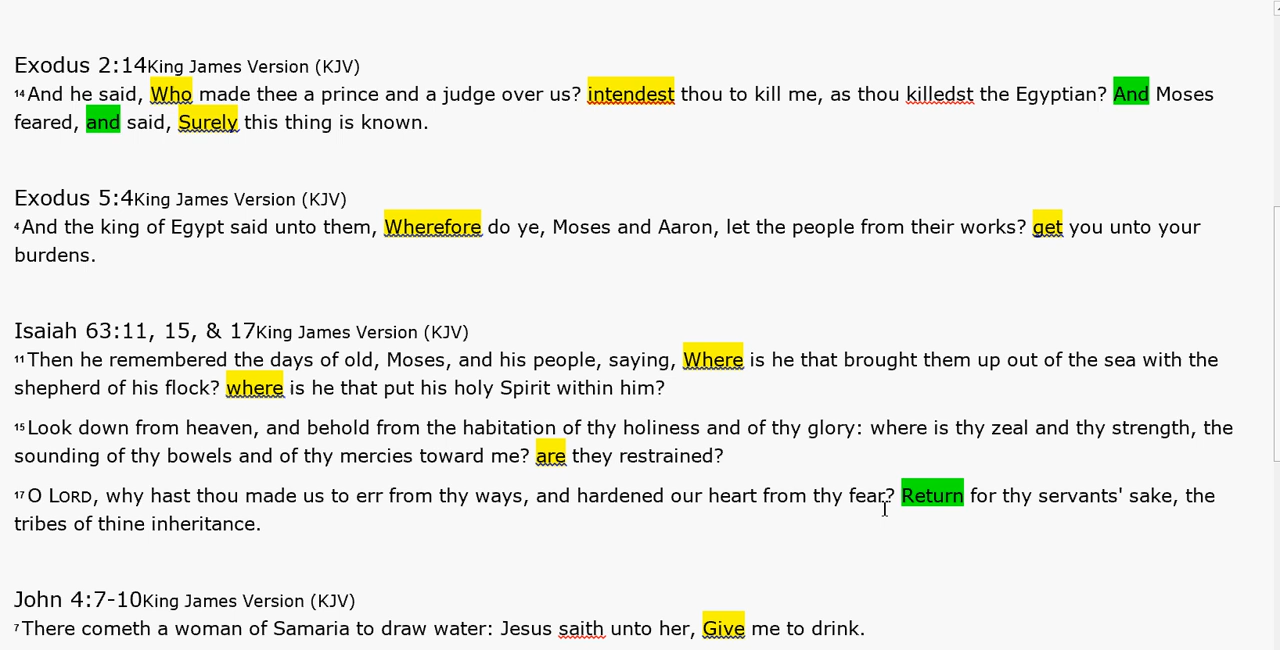 Exodus 2:14King James Version (KJV)
14And he said, Who made thee a prince and a judge over us? intendest thou to kill me, as thou killedst the Egyptian? And Moses
feared, and said, Surely this thing is known.
Exodus 5:4King James Version (KJV)
4And the king of Egypt said unto them, Wherefore do ye, Moses and Aaron, let the people from their works? get you unto your
burdens.
Isaiah 63:11, 15, & 17King James Version (KJV)
11Then he remembered the days of old, Moses, and his people, saying, Where is he that brought them up out of the sea with the
shepherd of his flock? where is he that put his holy Spirit within him?
15Look down from heaven, and behold from the habitation of thy holiness and of thy glory: where is thy zeal and thy strength, the
sounding of thy bowels and of thy mercies toward me? are they restrained?
17O LORD, why hast thou made us to err from thy ways, and hardened our heart from thy fear? Return for thy servants' sake, the
tribes of thine inheritance.
John 4:7-10King James Version (KJV)
7There cometh a woman of Samaria to draw water: Jesus saith unto her, Give me to drink.